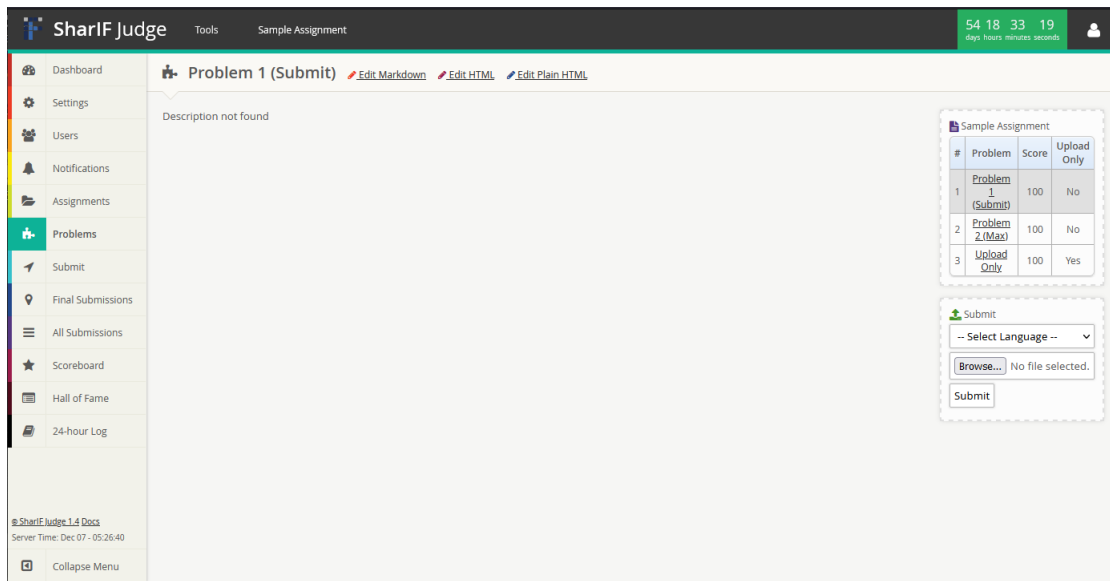 SharIF Judge
Tools
Sample Assignment
54 18 33 19
days hours minutes seconds
Dashboard
Settings
Users
Notifications
Assignments
Problems
Submit
Final Submissions
All Submissions
Scoreboard
Hall of Fame
24-hour Log
© SharIF Judge 1.4 Docs
Server Time: Dec 07 - 05:26:40
Collapse Menu
Problem 1 (Submit)
Edit Markdown
Edit HTML
Edit Plain HTML
Description not found
Sample Assignment
# Problem Score Upload Only
1 Problem 1 (Submit) 100 No
2 Problem 2 (Max) 100 No
3 Upload Only 100 Yes
Submit
-- Select Language --
Browse... No file selected.
Submit